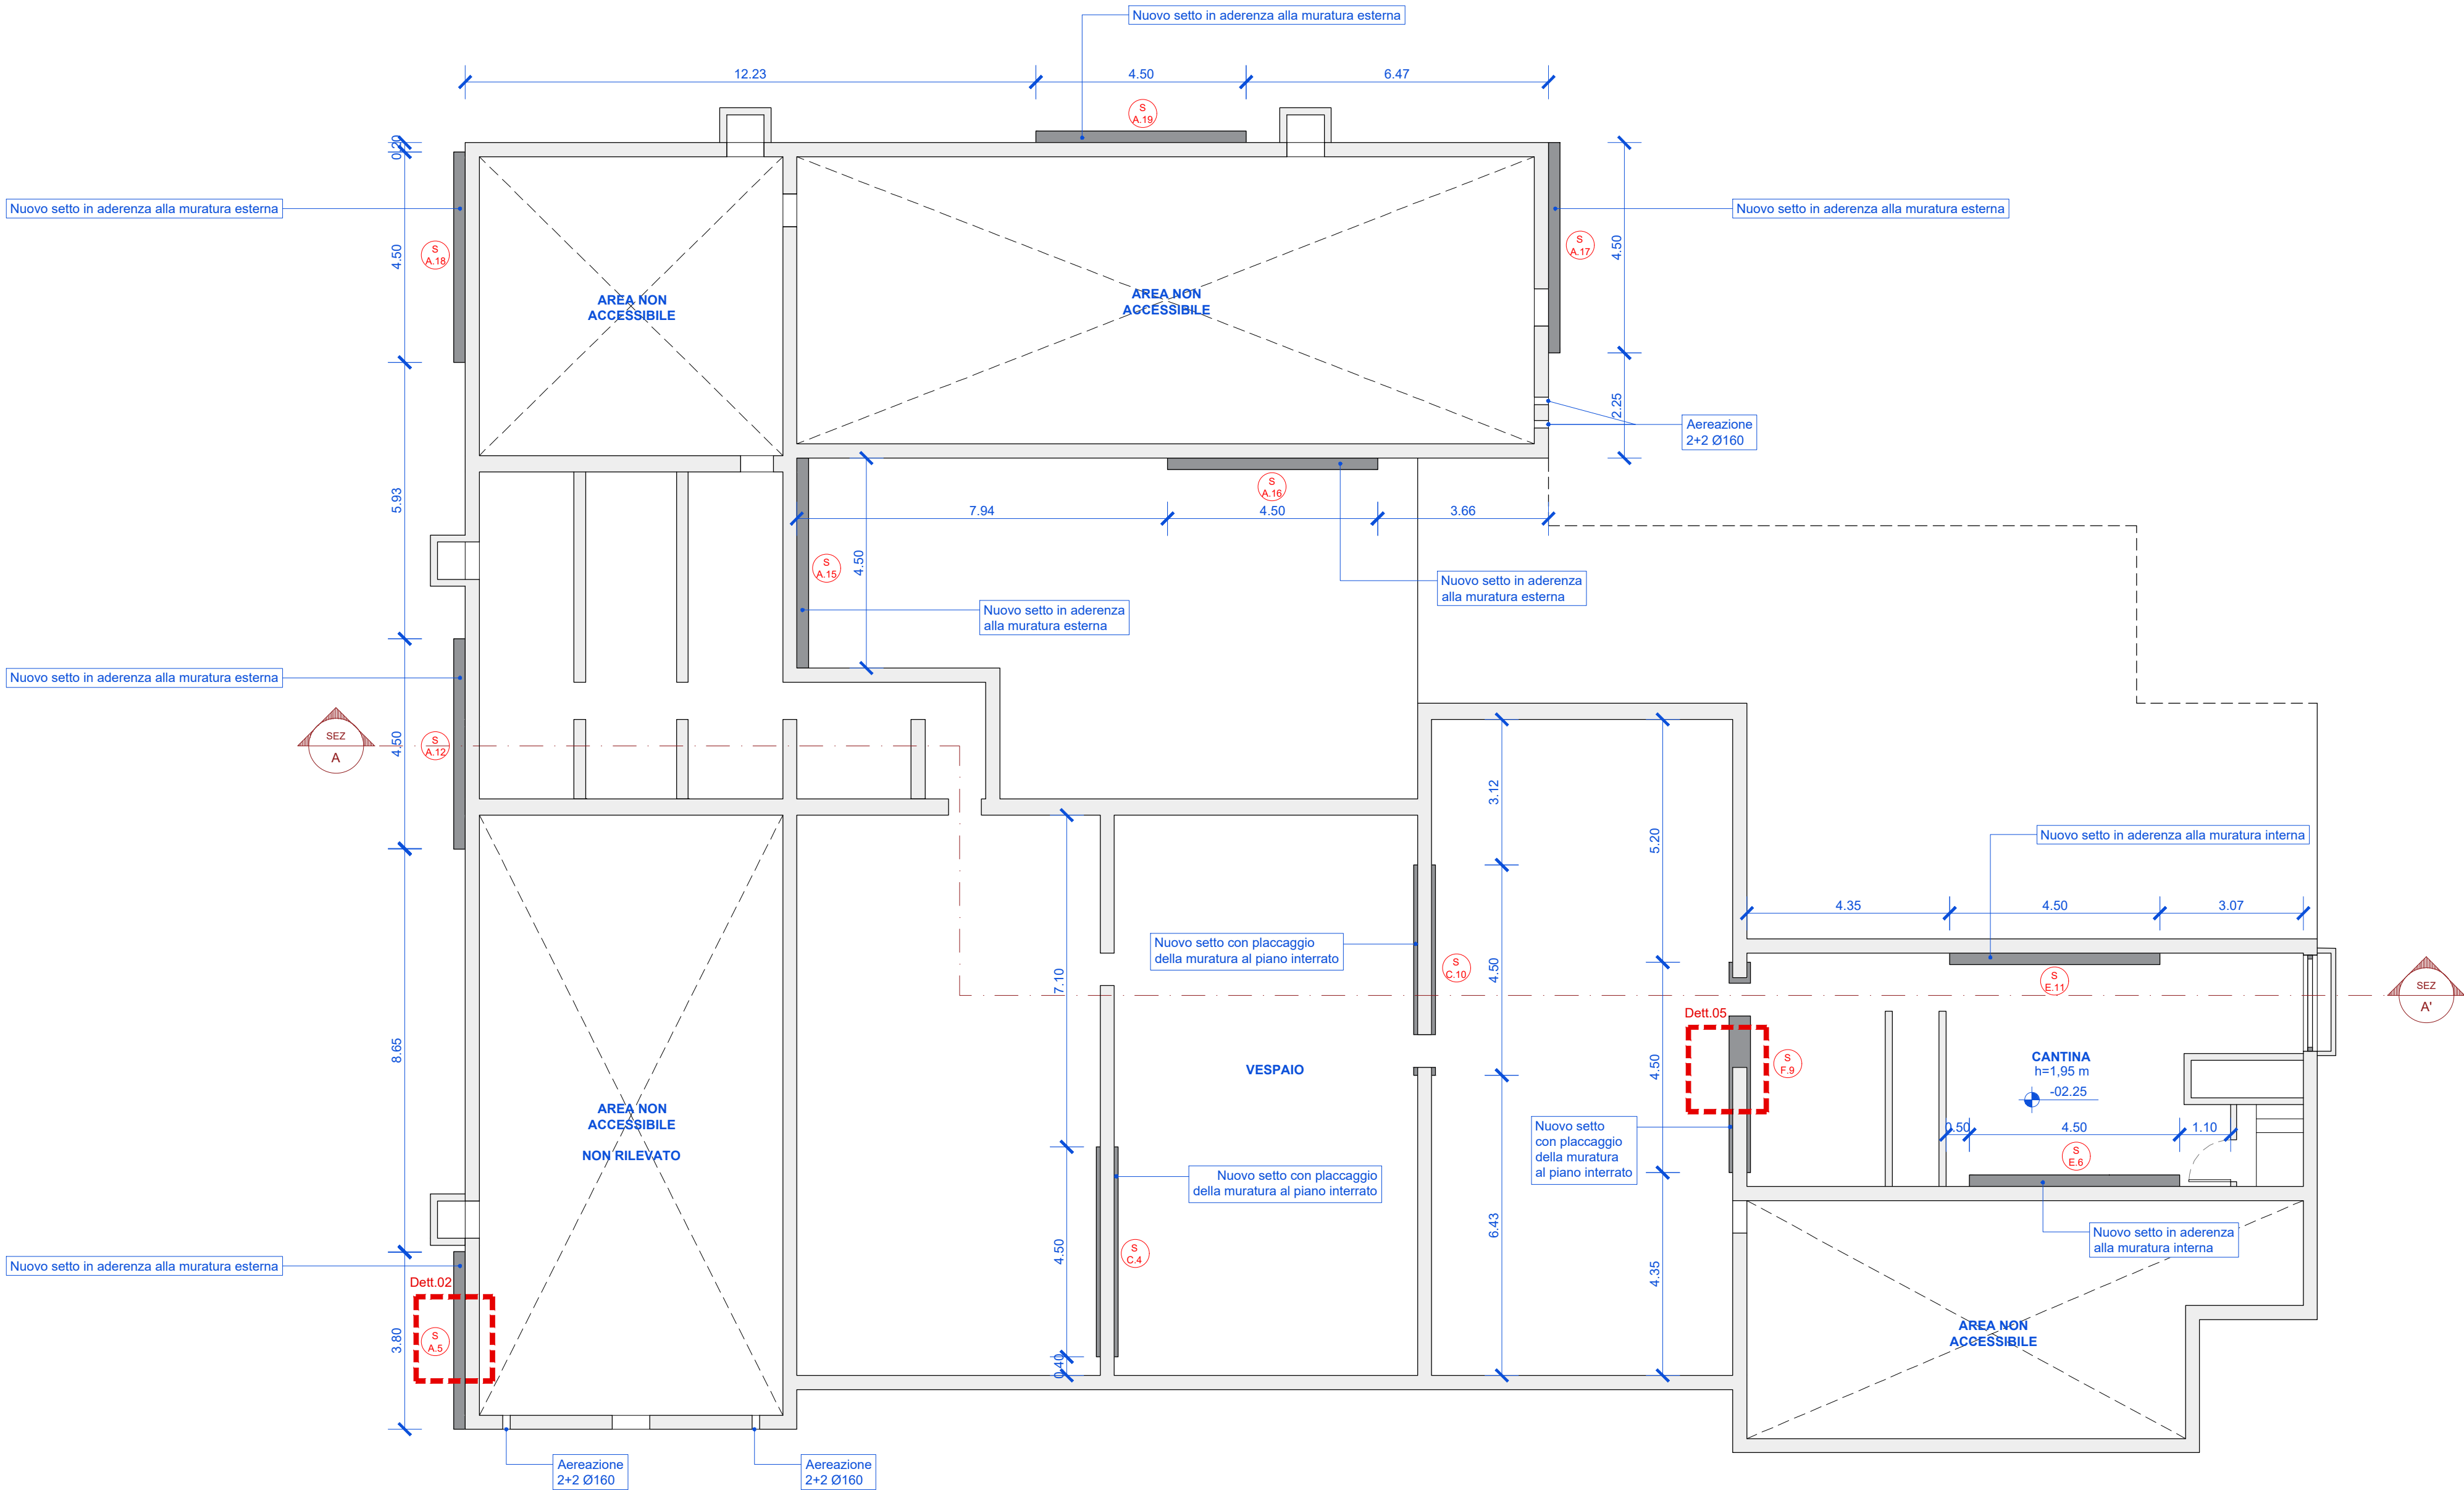 Nuovo setto in aderenza alla muratura esterna
12.23
4.50
6.47
S
A.19
0.20
Nuovo setto in aderenza alla muratura esterna
4.50
S
A.18
AREA NON
ACCESSIBILE
AREA NON
ACCESSIBILE
S
A.17
4.50
Nuovo setto in aderenza alla muratura esterna
2.25
Aereazione
2+2 Ø160
5.93
S
A.16
7.94
4.50
3.66
S
A.15
4.50
Nuovo setto in aderenza
alla muratura esterna
Nuovo setto in aderenza
alla muratura esterna
Nuovo setto in aderenza alla muratura esterna
SEZ
A
4.50
S
A.12
3.12
5.20
Nuovo setto in aderenza alla muratura interna
4.35
4.50
3.07
Nuovo setto con placcaggio
della muratura al piano interrato
S
C.10
4.50
7.10
S
E.11
SEZ
A'
Dett.05
8.65
VESPAIO
4.50
S
F.9
CANTINA
h=1,95 m
-02.25
AREA NON
ACCESSIBILE
NON RILEVATO
Nuovo setto
con placcaggio
della muratura
al piano interrato
0.50
4.50
1.10
S
E.6
Nuovo setto con placcaggio
della muratura al piano interrato
6.43
4.50
S
C.4
Nuovo setto in aderenza
alla muratura interna
Nuovo setto in aderenza alla muratura esterna
Dett.02
4.35
3.80
S
A.5
0.40
AREA NON
ACCESSIBILE
Aereazione
2+2 Ø160
Aereazione
2+2 Ø160